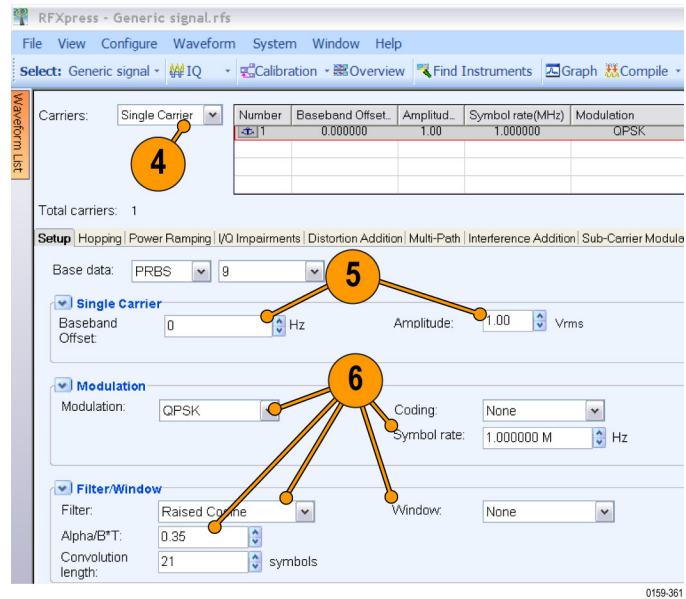 RFXpress - Generic signal.rfs
File View Configure Waveform System Window Help
Select: Generic signal IQ Calibration Overview Find Instruments Graph Compile
Waveform List
Carriers: Single Carrier
Number Baseband Offset... Amplitud... Symbol rate(MHz) Modulation
1 0.000000 1.00 1.000000 QPSK
4
Total carriers: 1
Setup Hopping Power Ramping I/Q Impairments Distortion Addition Multi-Path Interference Addition Sub-Carrier Modula
Base data: PRBS 9
5
Single Carrier
Baseband Offset: 0 Hz Amplitude: 1.00 Vrms
6
Modulation
Modulation: QPSK Coding: None
Symbol rate: 1.000000 M Hz
Filter/Window
Filter: Raised Cosine Window: None
Alpha/B*T: 0.35
Convolution length: 21 symbols
0159-361